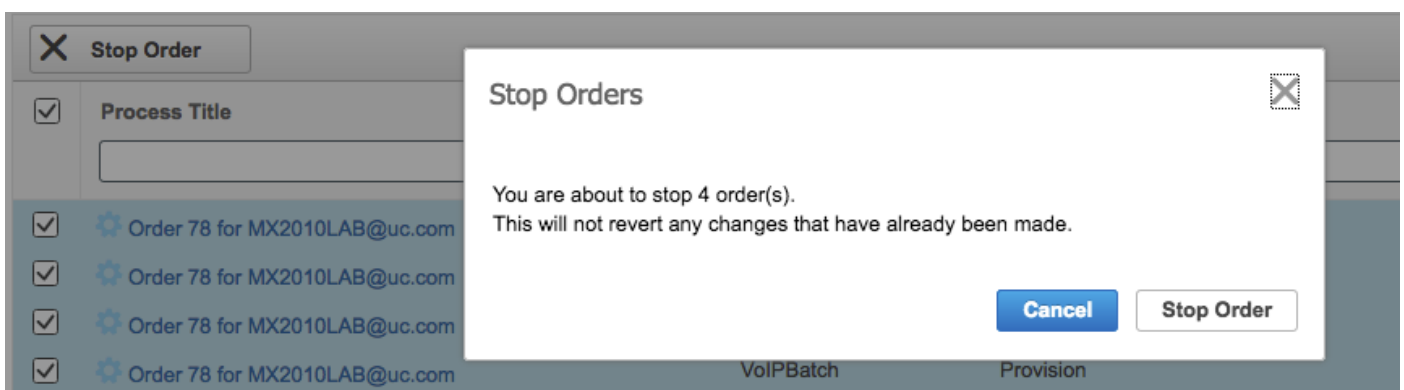 Stop Order
Process Title
Stop Orders
You are about to stop 4 order(s).
This will not revert any changes that have already been made.
Cancel
Stop Order
Order 78 for MX2010LAB@uc.com
Order 78 for MX2010LAB@uc.com
Order 78 for MX2010LAB@uc.com
Order 78 for MX2010LAB@uc.com VoIPBatch Provision